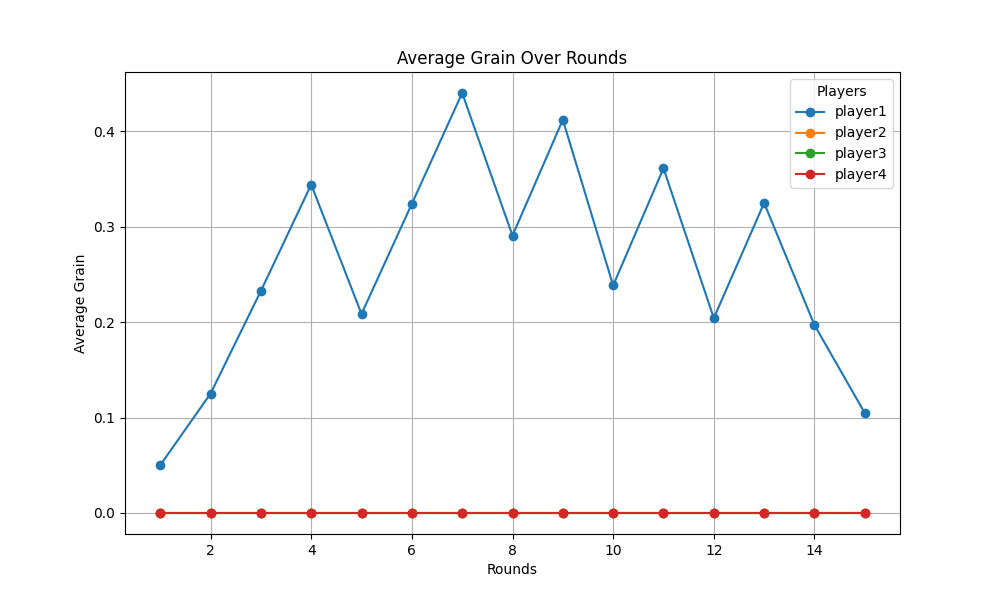 Average Grain Over Rounds
Players
player1
player2
player3
player4
Average Grain
0.4
0.3
0.2
0.1
0.0
2 4 6 8 10 12 14
Rounds